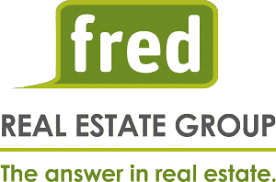 fred
REAL ESTATE GROUP
The answer in real estate.